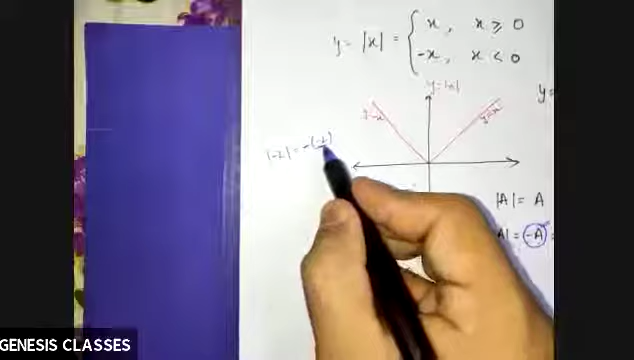 y = |x| = { x, x ⩾ 0
-x, x < 0
y=|x|
|-2| = -(-2)
|A| = A
A| = -A =
GENESIS CLASSES